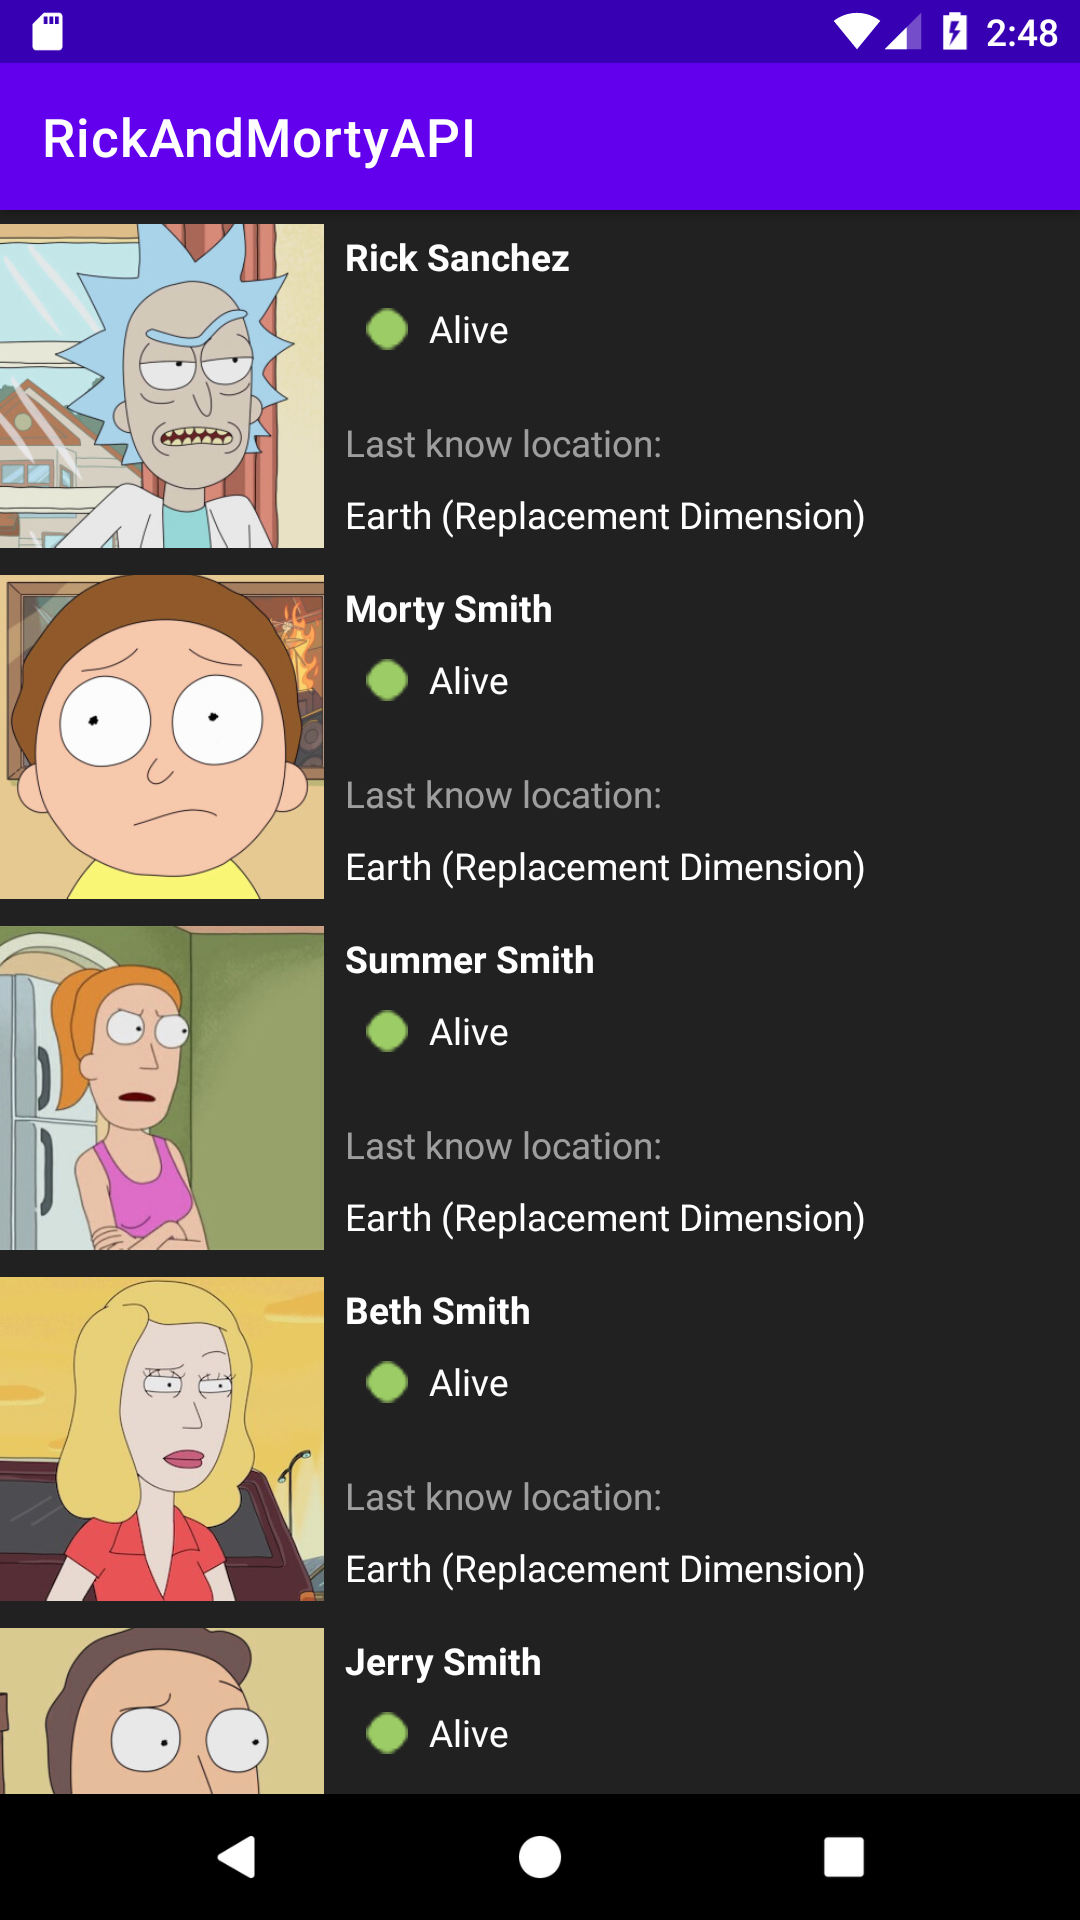 2:48
RickAndMortyAPI
Rick Sanchez
Alive
Last know location:
Earth (Replacement Dimension)
Morty Smith
Alive
Last know location:
Earth (Replacement Dimension)
Summer Smith
Alive
Last know location:
Earth (Replacement Dimension)
Beth Smith
Alive
Last know location:
Earth (Replacement Dimension)
Jerry Smith
Alive